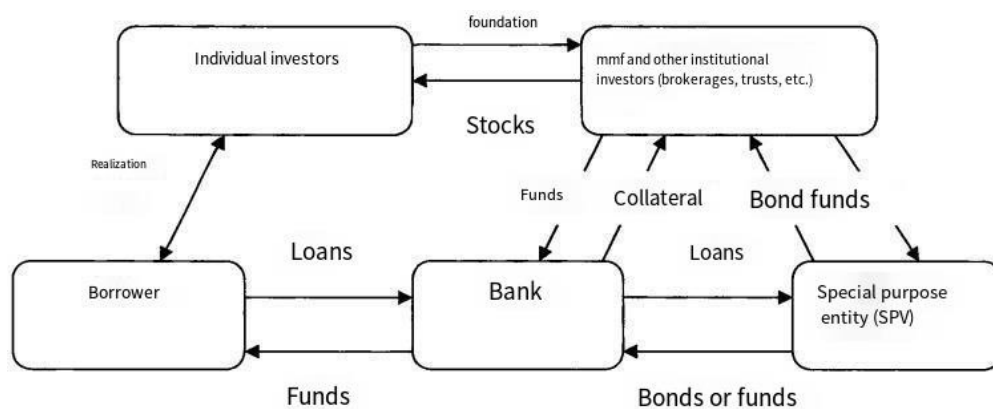 foundation
Individual investors
mmf and other institutional
investors (brokerages, trusts, etc.)
Stocks
Realization
Funds
Collateral
Bond funds
Loans
Loans
Borrower
Bank
Special purpose
entity (SPV)
Funds
Bonds or funds